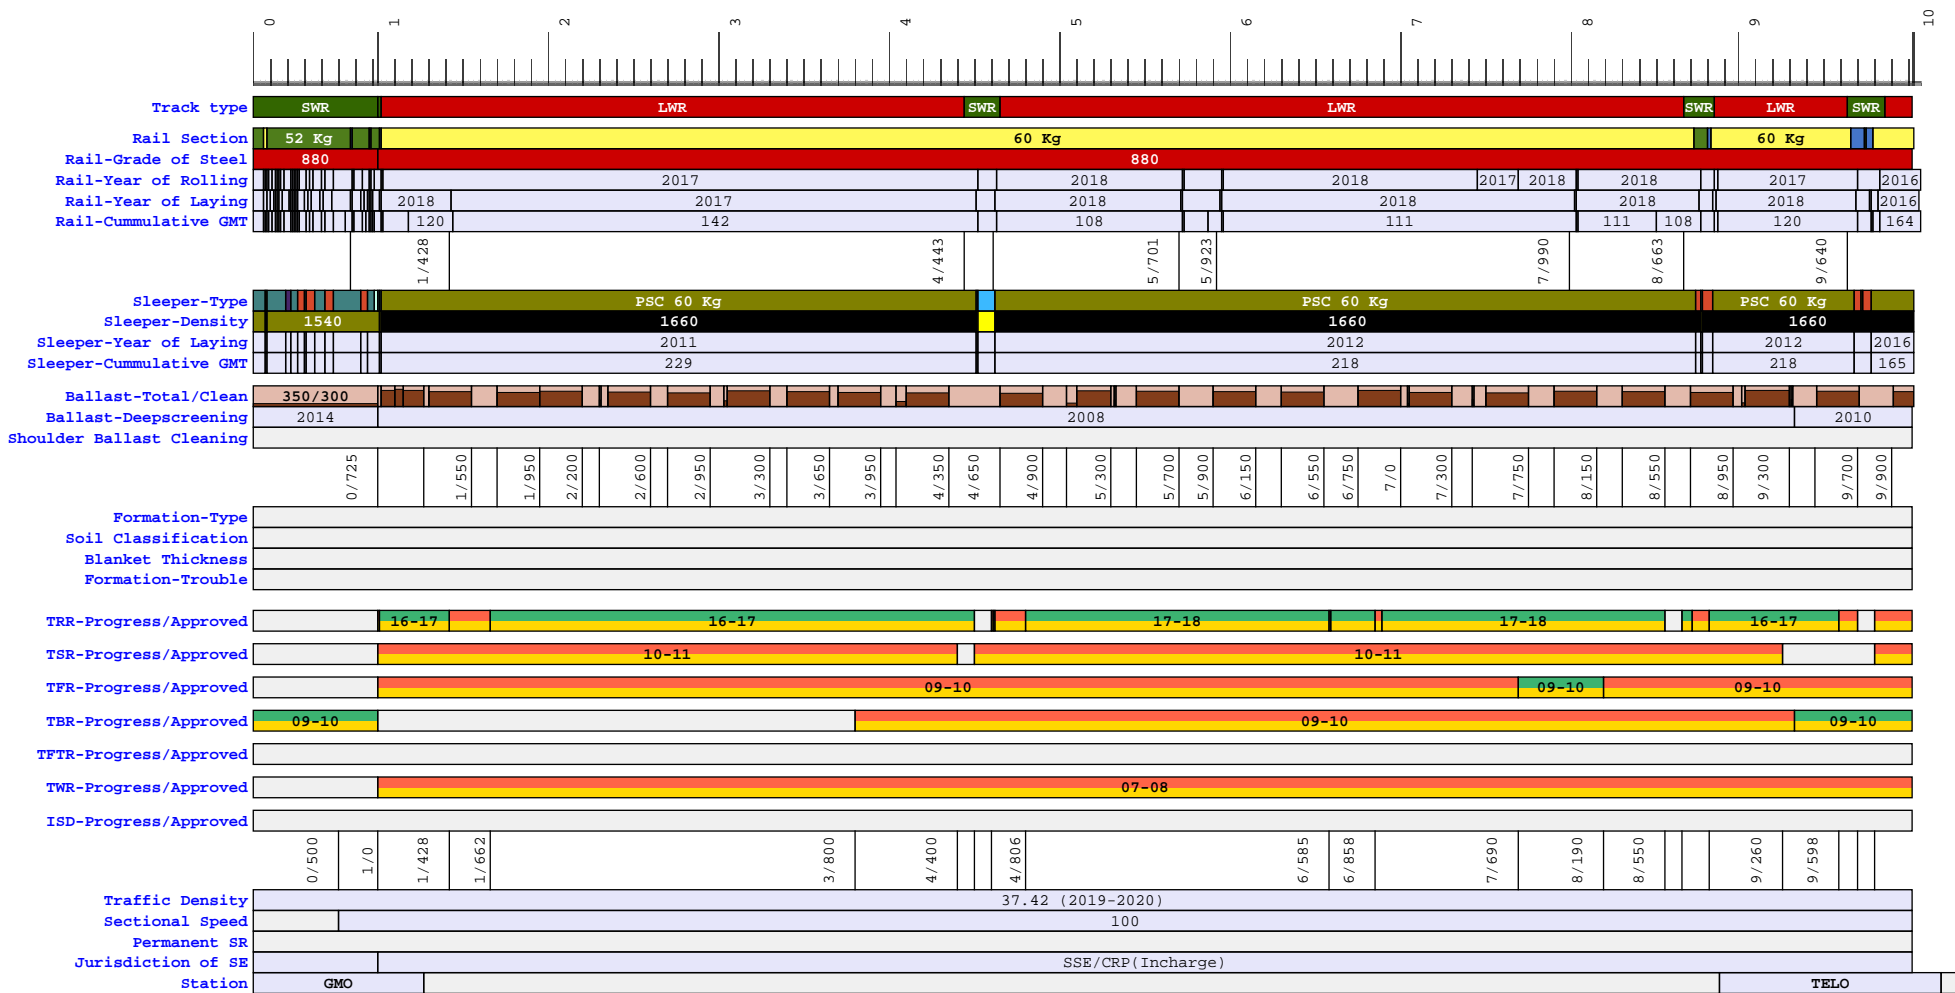 0 1 2 3 4 5 6 7 8 9 10
Track type SWR LWR SWR LWR SWR LWR SWR
Rail Section 52 Kg 60 Kg 60 Kg
Rail-Grade of Steel 880 880
Rail-Year of Rolling 2017 2018 2018 2017 2018 2018 2017 2016
Rail-Year of Laying 2018 2017 2018 2018 2018 2018 2016
Rail-Cummulative GMT 120 142 108 111 111 108 120 164
1/428 4/443 5/701 5/923 7/990 8/663 9/640
Sleeper-Type PSC 60 Kg PSC 60 Kg PSC 60 Kg
Sleeper-Density 1540 1660 1660 1660
Sleeper-Year of Laying 2011 2012 2012 2016
Sleeper-Cummulative GMT 229 218 218 165
Ballast-Total/Clean 350/300
Ballast-Deepscreening 2014 2008 2010
Shoulder Ballast Cleaning
0/725 1/550 1/950 2/200 2/600 2/950 3/300 3/650 3/950 4/350 4/650 4/900 5/300 5/700 5/900 6/150 6/550 6/750 7/0 7/300 7/750 8/150 8/550 8/950 9/300 9/700 9/900
Formation-Type
Soil Classification
Blanket Thickness
Formation-Trouble
TRR-Progress/Approved 16-17 16-17 17-18 17-18 16-17
TSR-Progress/Approved 10-11 10-11
TFR-Progress/Approved 09-10 09-10 09-10
TBR-Progress/Approved 09-10 09-10 09-10
TFTR-Progress/Approved
TWR-Progress/Approved 07-08
ISD-Progress/Approved
0/500 1/0 1/428 1/662 3/800 4/400 4/806 6/585 6/858 7/690 8/190 8/550 9/260 9/598
Traffic Density 37.42 (2019-2020)
Sectional Speed 100
Permanent SR
Jurisdiction of SE SSE/CRP(Incharge)
Station GMO TELO